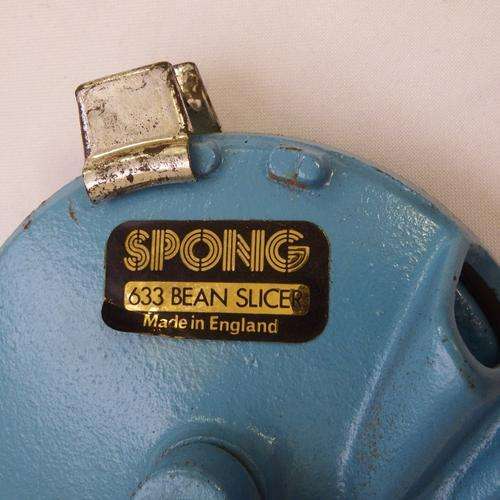 SPONG
633 BEAN SLICER
Made in England